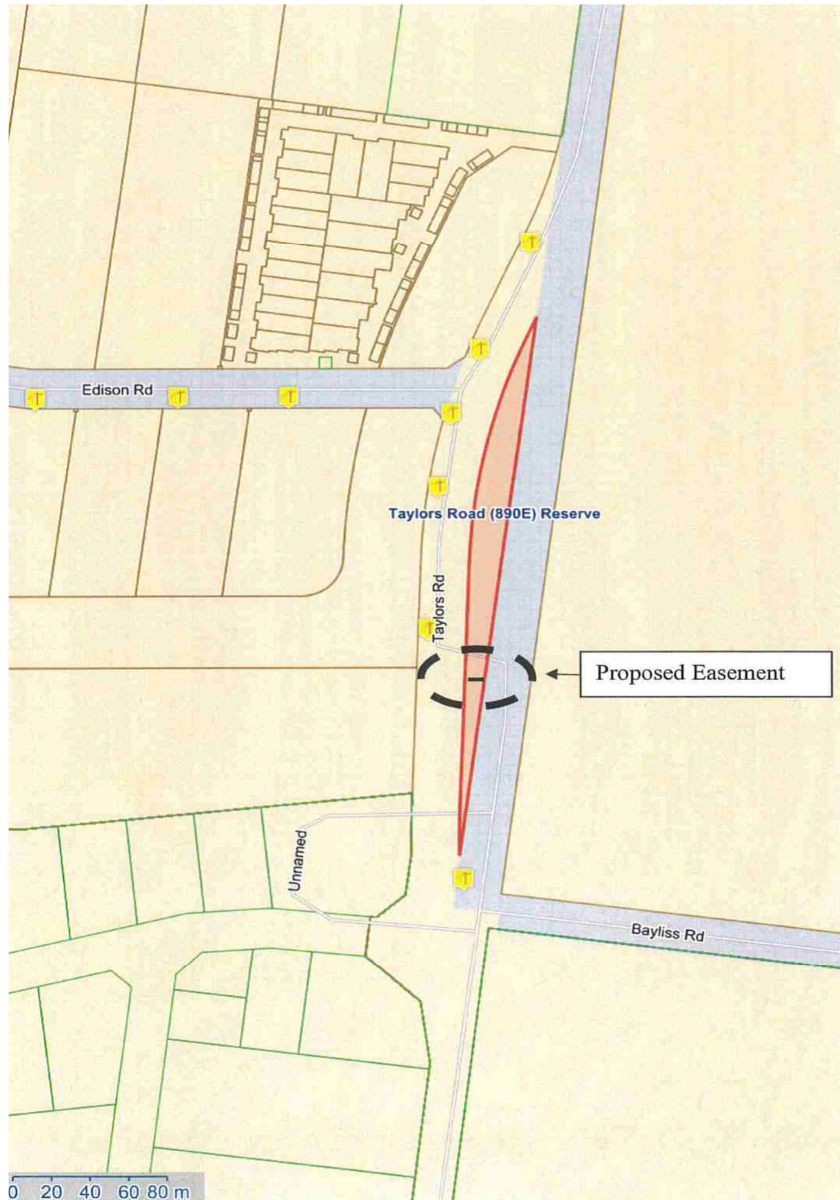 Edison Rd
Taylors Road (890E) Reserve
Taylors Rd
Proposed Easement
Unnamed
Bayliss Rd
0 20 40 60 80 m